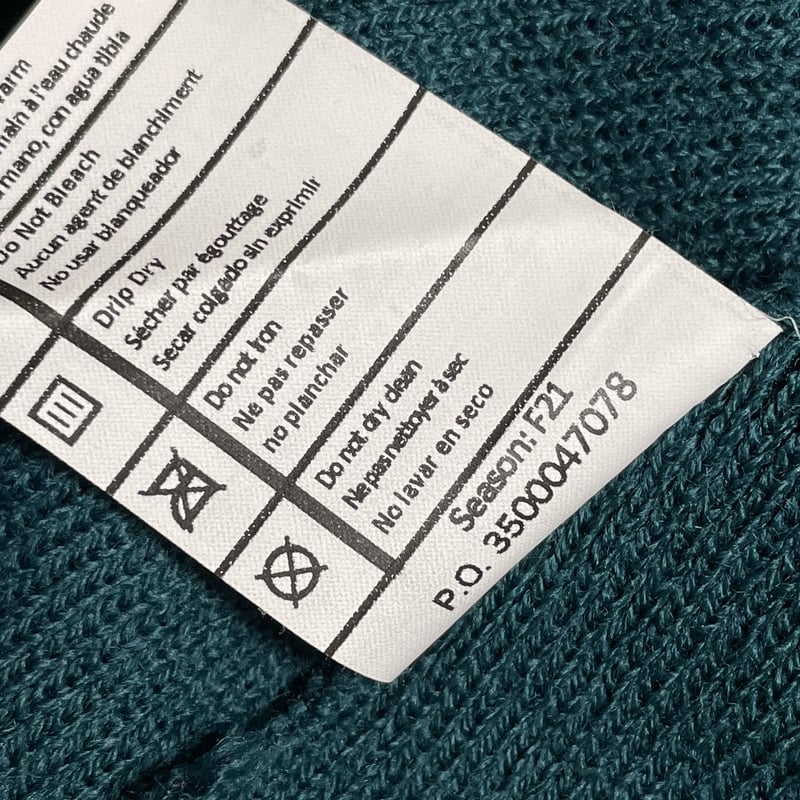 arm
main à l'eau chaude
mano, con agua tibla
Do Not Bleach
Aucun agent de blanchiment
No usar blanqueador
Drip Dry
Sécher par égouttage
Secar colgado sin exprimir
Do not Iron
Ne pas repasser
no planchar
Do not dry clean
Ne pas nettoyer à sec
No lavar en seco
Season: F21
P.O. 3500047078